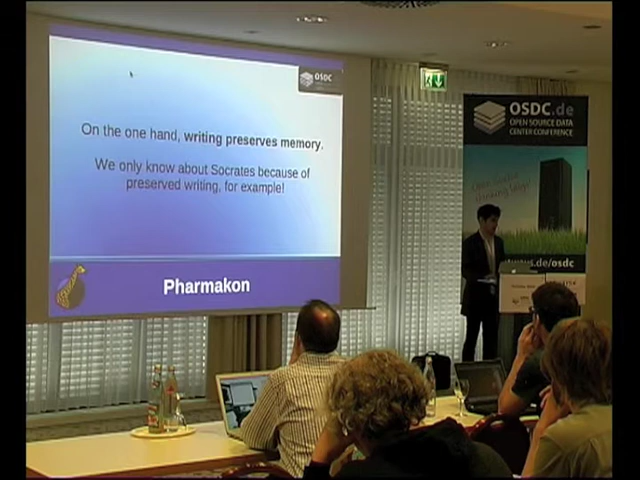 OSDC
On the one hand, writing preserves memory.
We only know about Socrates because of
preserved writing, for example!
Pharmakon
OSDC.de
OPEN SOURCE DATA
CENTER CONFERENCE
.de/osdc